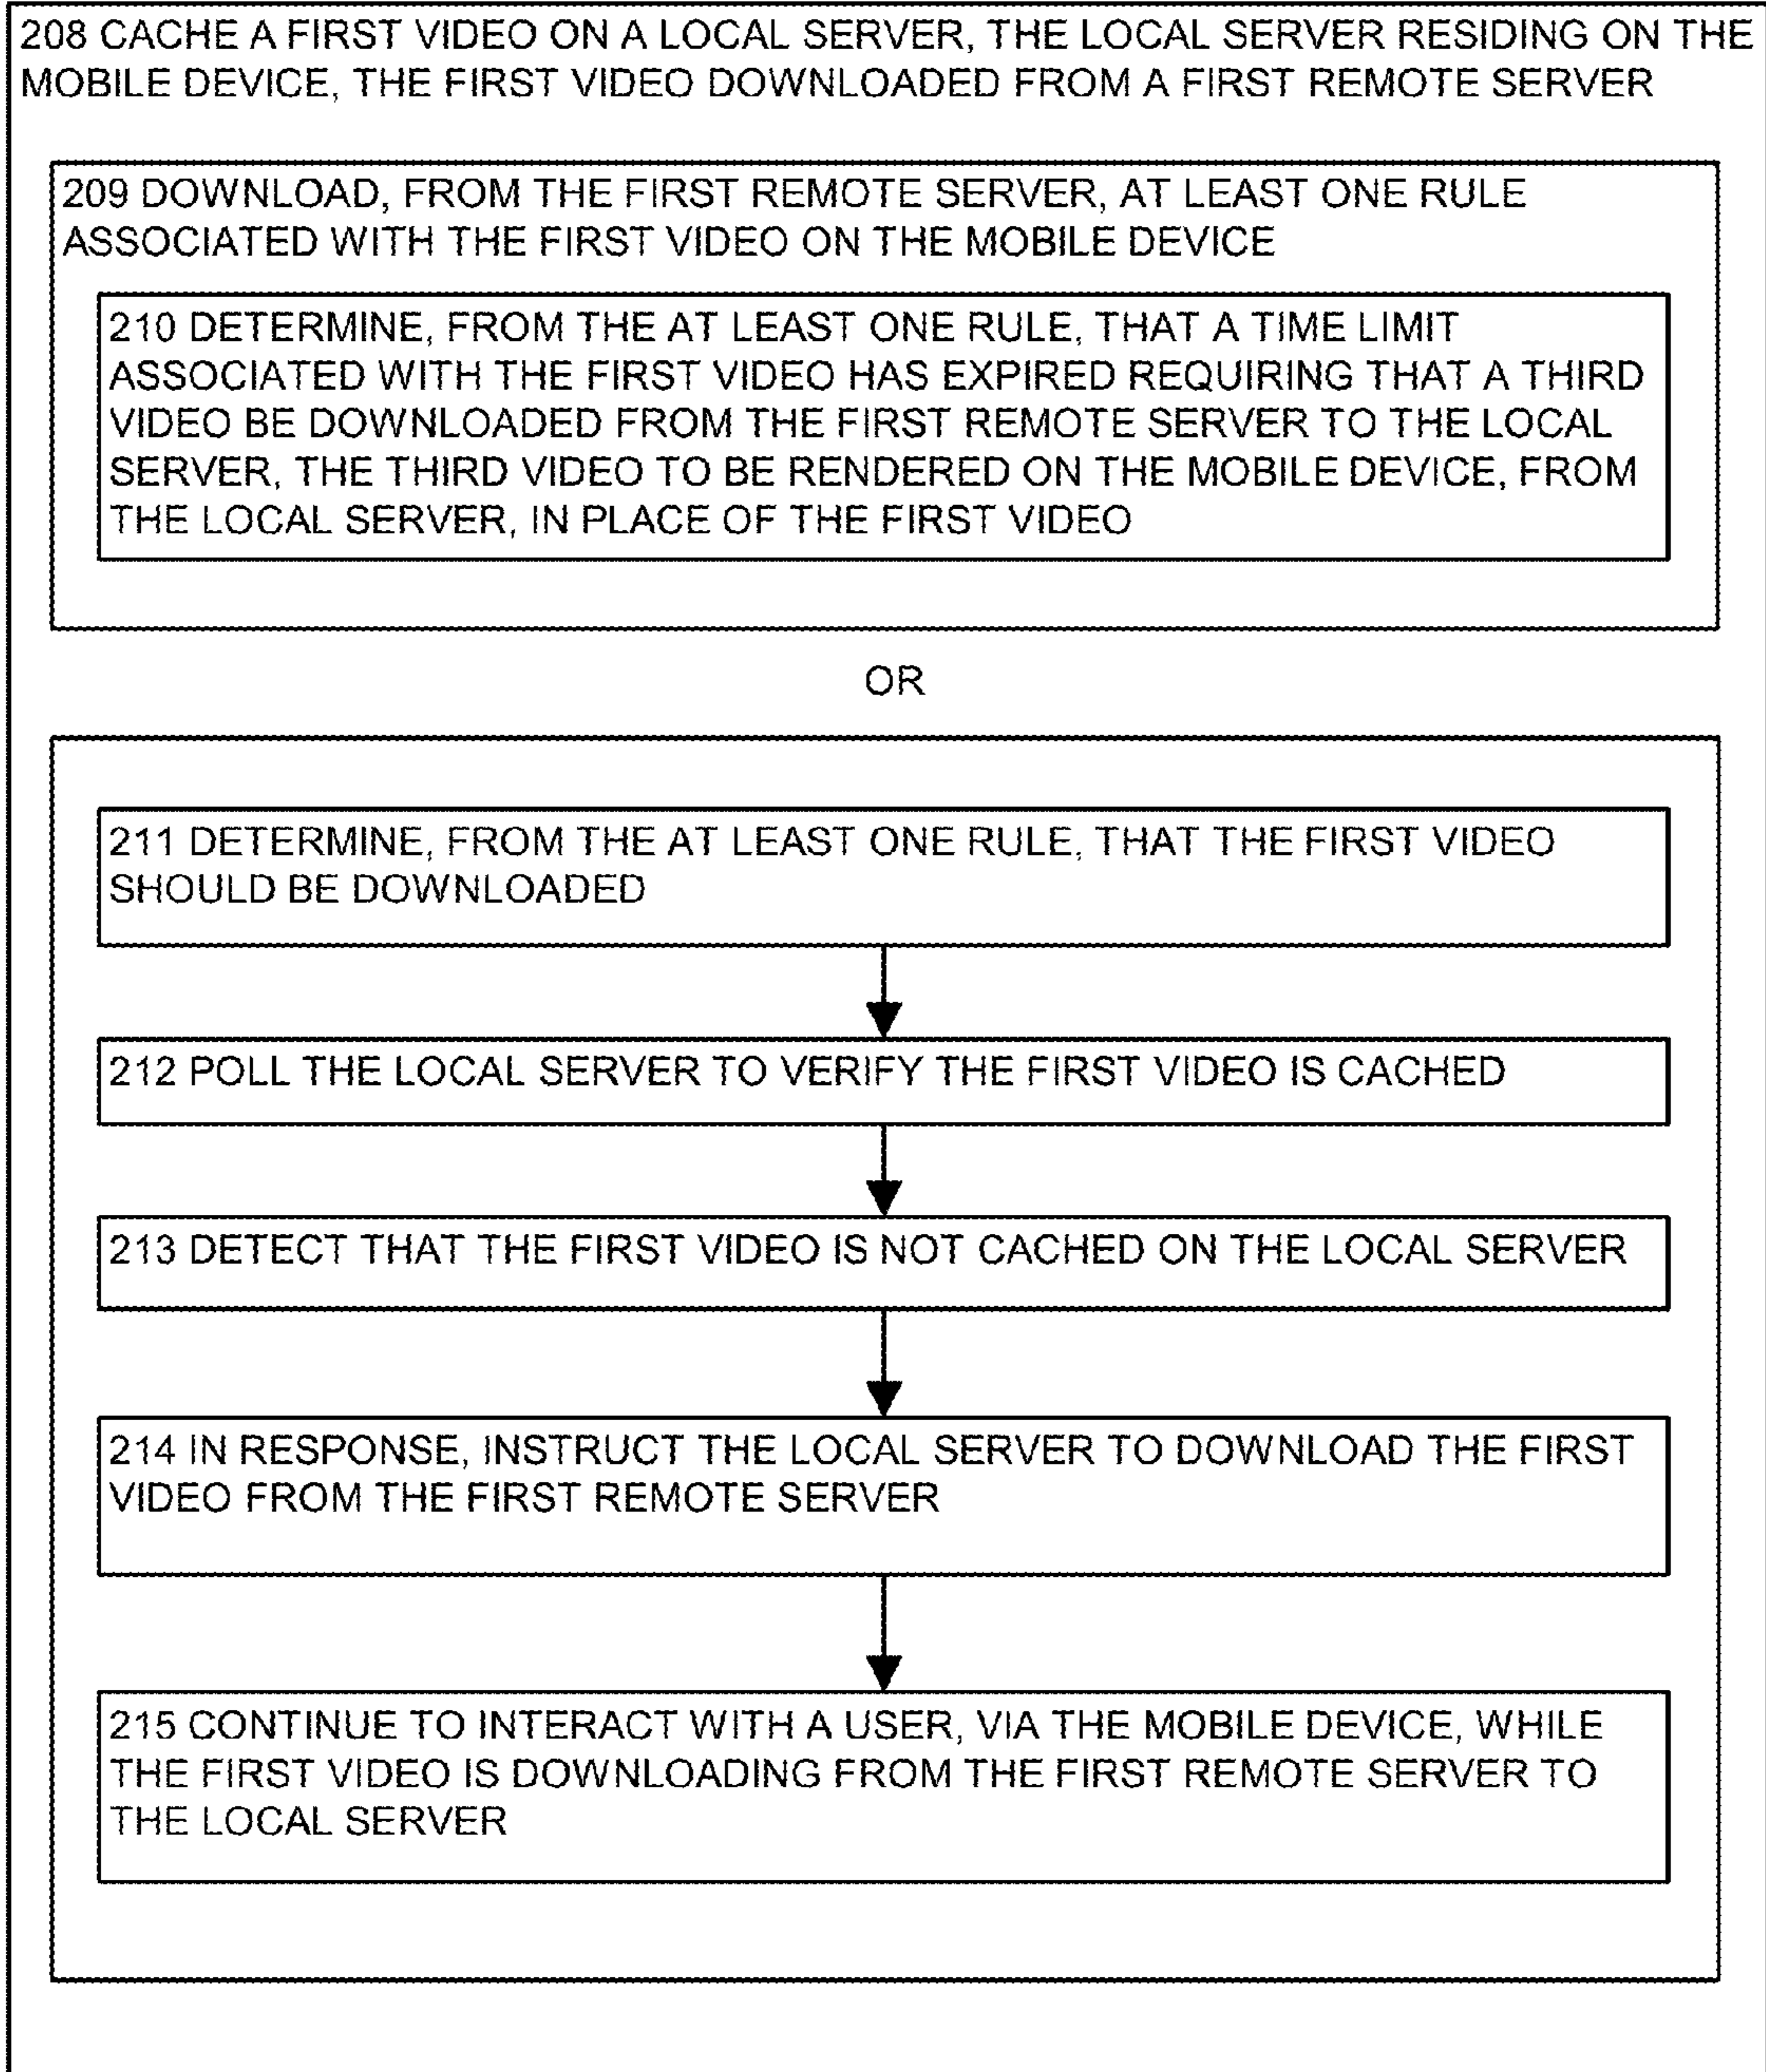 208 CACHE A FIRST VIDEO ON A LOCAL SERVER, THE LOCAL SERVER RESIDING ON THE
MOBILE DEVICE, THE FIRST VIDEO DOWNLOADED FROM A FIRST REMOTE SERVER
209 DOWNLOAD, FROM THE FIRST REMOTE SERVER, AT LEAST ONE RULE
ASSOCIATED WITH THE FIRST VIDEO ON THE MOBILE DEVICE
210 DETERMINE, FROM THE AT LEAST ONE RULE, THAT A TIME LIMIT
ASSOCIATED WITH THE FIRST VIDEO HAS EXPIRED REQUIRING THAT A THIRD
VIDEO BE DOWNLOADED FROM THE FIRST REMOTE SERVER TO THE LOCAL
SERVER, THE THIRD VIDEO TO BE RENDERED ON THE MOBILE DEVICE, FROM
THE LOCAL SERVER, IN PLACE OF THE FIRST VIDEO
OR
211 DETERMINE, FROM THE AT LEAST ONE RULE, THAT THE FIRST VIDEO
SHOULD BE DOWNLOADED
212 POLL THE LOCAL SERVER TO VERIFY THE FIRST VIDEO IS CACHED
213 DETECT THAT THE FIRST VIDEO IS NOT CACHED ON THE LOCAL SERVER
214 IN RESPONSE, INSTRUCT THE LOCAL SERVER TO DOWNLOAD THE FIRST
VIDEO FROM THE FIRST REMOTE SERVER
215 CONTINUE TO INTERACT WITH A USER, VIA THE MOBILE DEVICE, WHILE
THE FIRST VIDEO IS DOWNLOADING FROM THE FIRST REMOTE SERVER TO
THE LOCAL SERVER